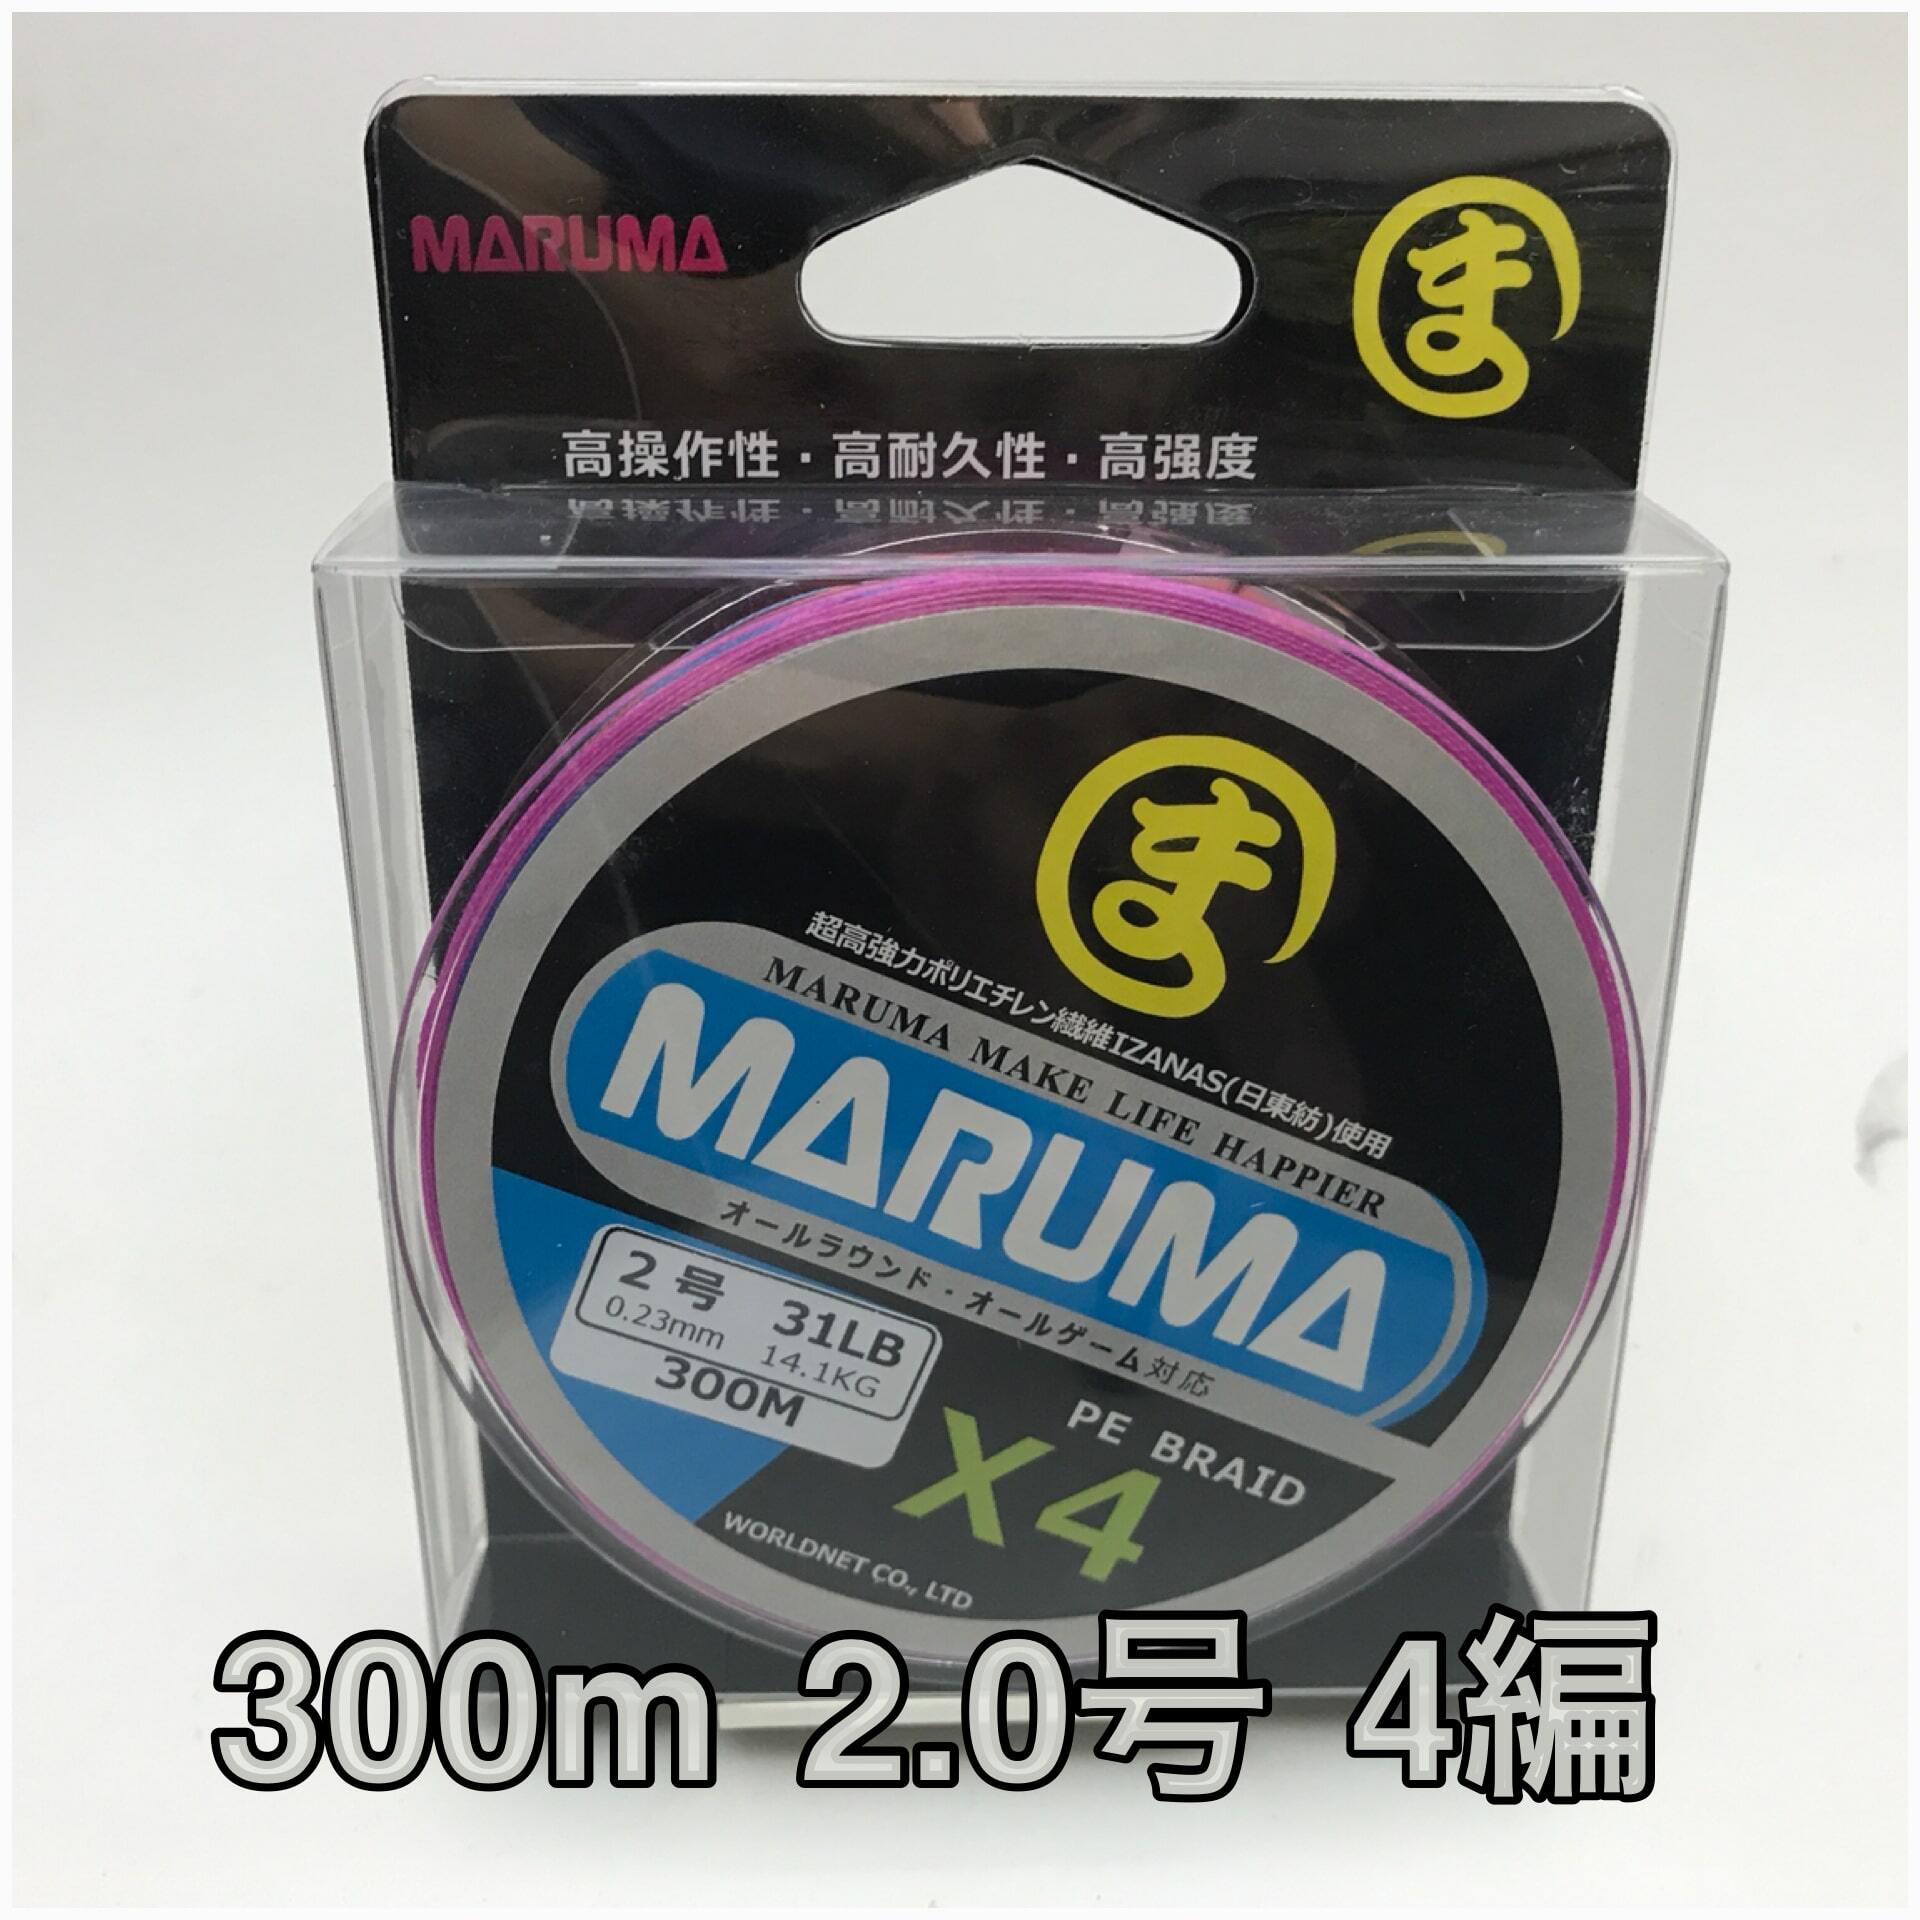 MARUMA
ま
高操作性・高耐久性・高强度
ま
超高強力ポリエチレン繊維IZANAS(日東紡)使用
MARUMA MAKE LIFE HAPPIER
MARUMA
オールラウンド・オールゲーム対応
2号 31LB
0.23mm 14.1KG
300M
PE BRAID
X4
WORLDNET CO., LTD
300m 2.0号 4編